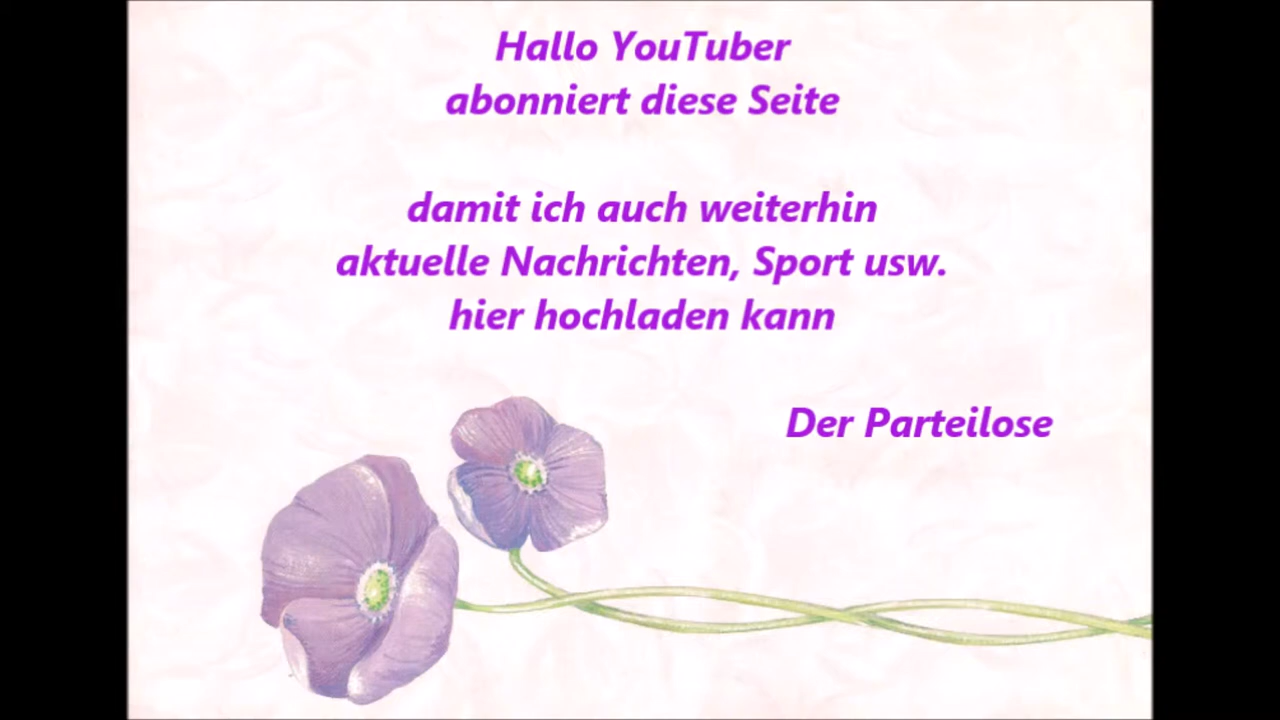 Hallo YouTuber
abonniert diese Seite
damit ich auch weiterhin
aktuelle Nachrichten, Sport usw.
hier hochladen kann
Der Parteilose